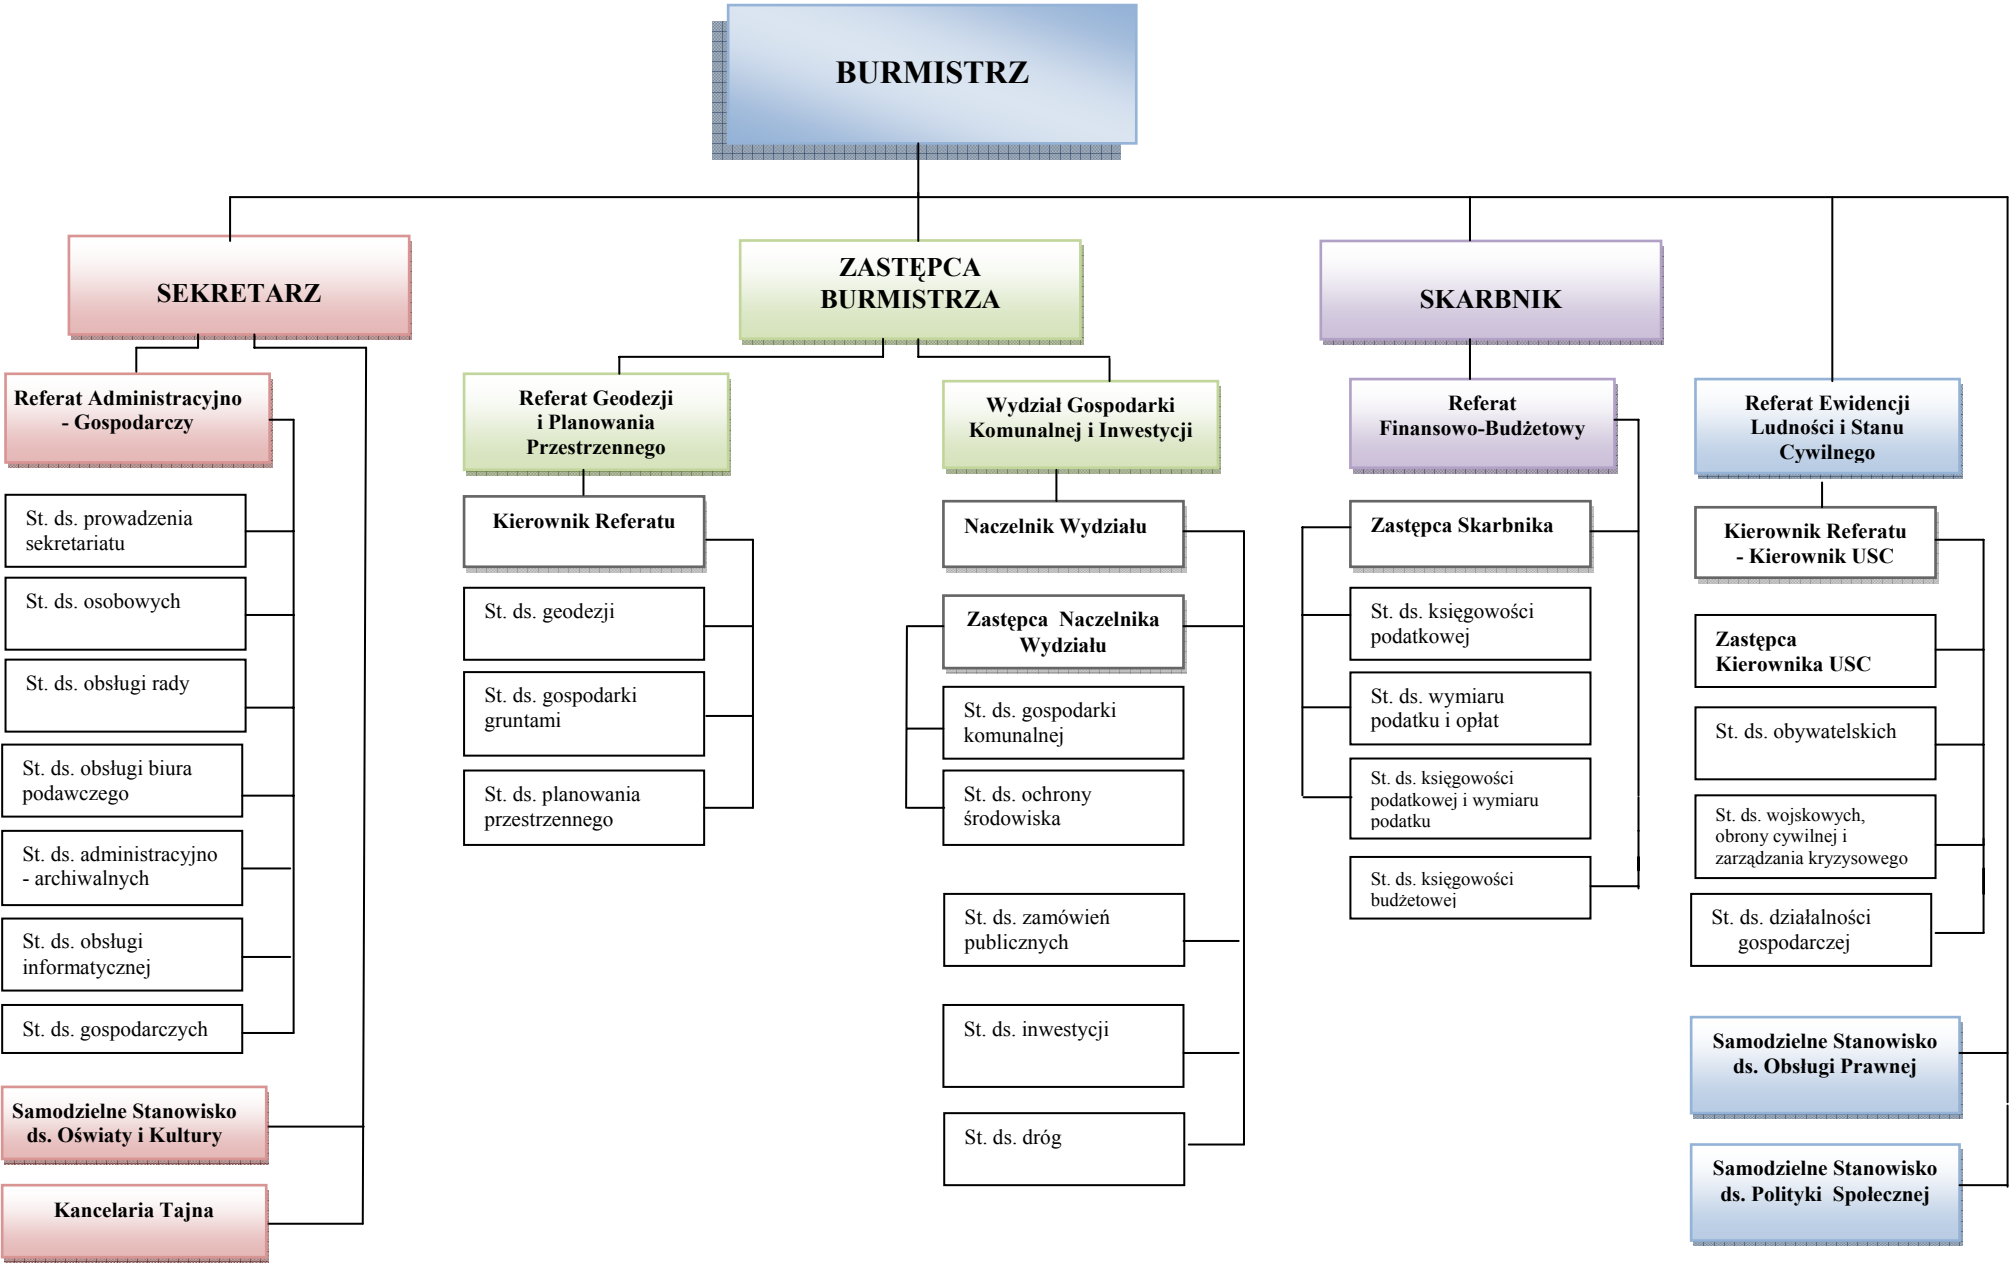 BURMISTRZ
SEKRETARZ
ZASTĘPCA
BURMISTRZA
SKARBNIK
Referat Administracyjno
- Gospodarczy
St. ds. prowadzenia
sekretariatu
St. ds. osobowych
St. ds. obsługi rady
St. ds. obsługi biura
podawczego
St. ds. administracyjno
- archiwalnych
St. ds. obsługi
informatycznej
St. ds. gospodarczych
Samodzielne Stanowisko
ds. Oświaty i Kultury
Kancelaria Tajna
Referat Geodezji
i Planowania
Przestrzennego
Kierownik Referatu
St. ds. geodezji
St. ds. gospodarki
gruntami
St. ds. planowania
przestrzennego
Wydział Gospodarki
Komunalnej i Inwestycji
Naczelnik Wydziału
Zastępca Naczelnika
Wydziału
St. ds. gospodarki
komunalnej
St. ds. ochrony
środowiska
St. ds. zamówień
publicznych
St. ds. inwestycji
St. ds. dróg
Referat
Finansowo-Budżetowy
Zastępca Skarbnika
St. ds. księgowości
podatkowej
St. ds. wymiaru
podatku i opłat
St. ds. księgowości
podatkowej i wymiaru
podatku
St. ds. księgowości
budżetowej
Referat Ewidencji
Ludności i Stanu
Cywilnego
Kierownik Referatu
- Kierownik USC
Zastępca
Kierownika USC
St. ds. obywatelskich
St. ds. wojskowych,
obrony cywilnej i
zarządzania kryzysowego
St. ds. działalności
gospodarczej
Samodzielne Stanowisko
ds. Obsługi Prawnej
Samodzielne Stanowisko
ds. Polityki Społecznej